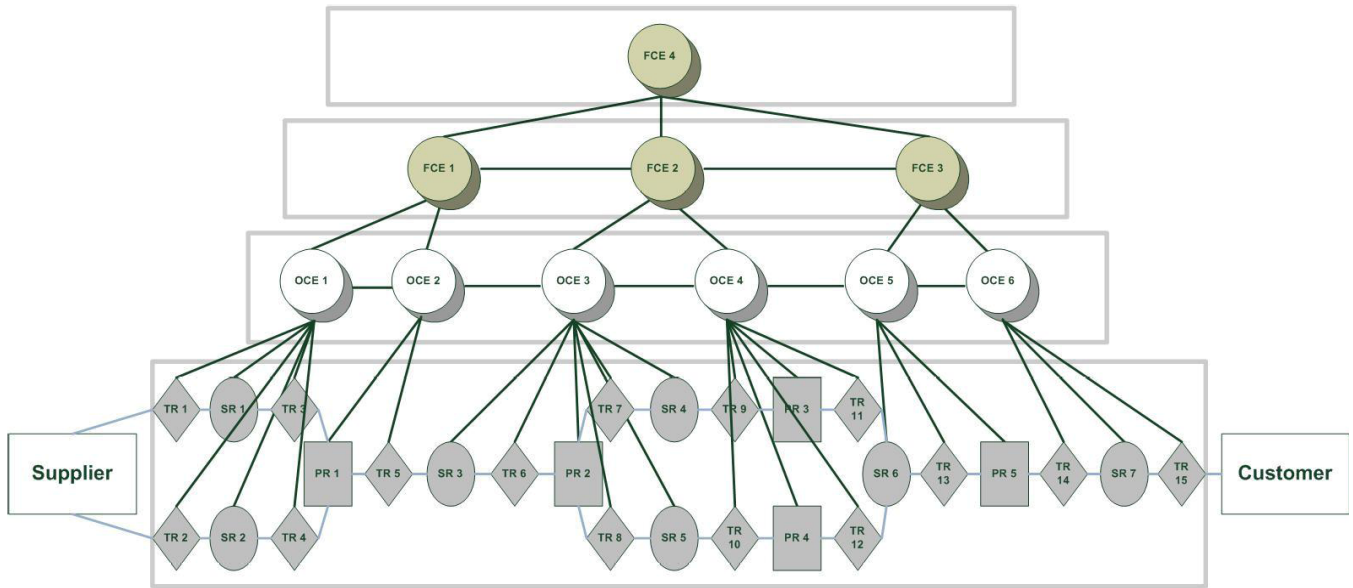 FCE 4
FCE 1
FCE 2
FCE 3
OCE 1
OCE 2
OCE 3
OCE 4
OCE 5
OCE 6
TR 1
SR 1
TR 3
TR 7
SR 4
TR 9
PR 3
TR
11
Supplier
PR 1
TR 5
SR 3
TR 6
PR 2
SR 6
TR
13
PR 5
TR
14
SR 7
TR
15
Customer
TR 2
SR 2
TR 4
TR 8
SR 5
TR
10
PR 4
TR
12